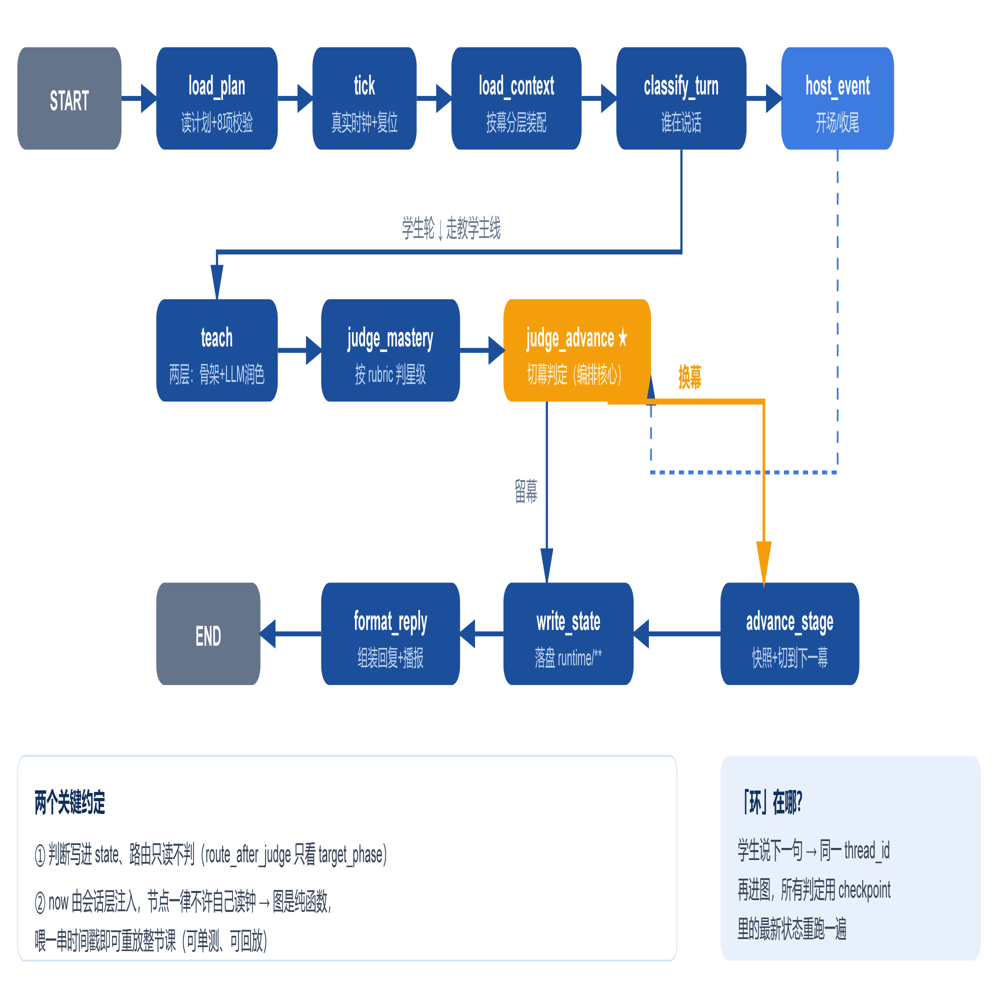 START
load_plan
读计划+8项校验
tick
真实时钟+复位
load_context
按幕分层装配
classify_turn
谁在说话
host_event
开场/收尾
学生轮↓走教学主线
teach
两层：骨架+LLM润色
judge_mastery
按 rubric 判星级
judge_advance ★
切幕判定（编排核心）
换幕
留幕
END
format_reply
组装回复+播报
write_state
落盘 runtime/**
advance_stage
快照+切到下一幕
两个关键约定
① 判断写进 state、路由只读不判（route_after_judge 只看 target_phase）
② now 由会话层注入，节点一律不许自己读钟 → 图是纯函数，
喂一串时间戳即可重放整节课（可单测、可回放）
「环」在哪?
学生说下一句 → 同一 thread_id
再进图，所有判定用 checkpoint
里的最新状态重跑一遍